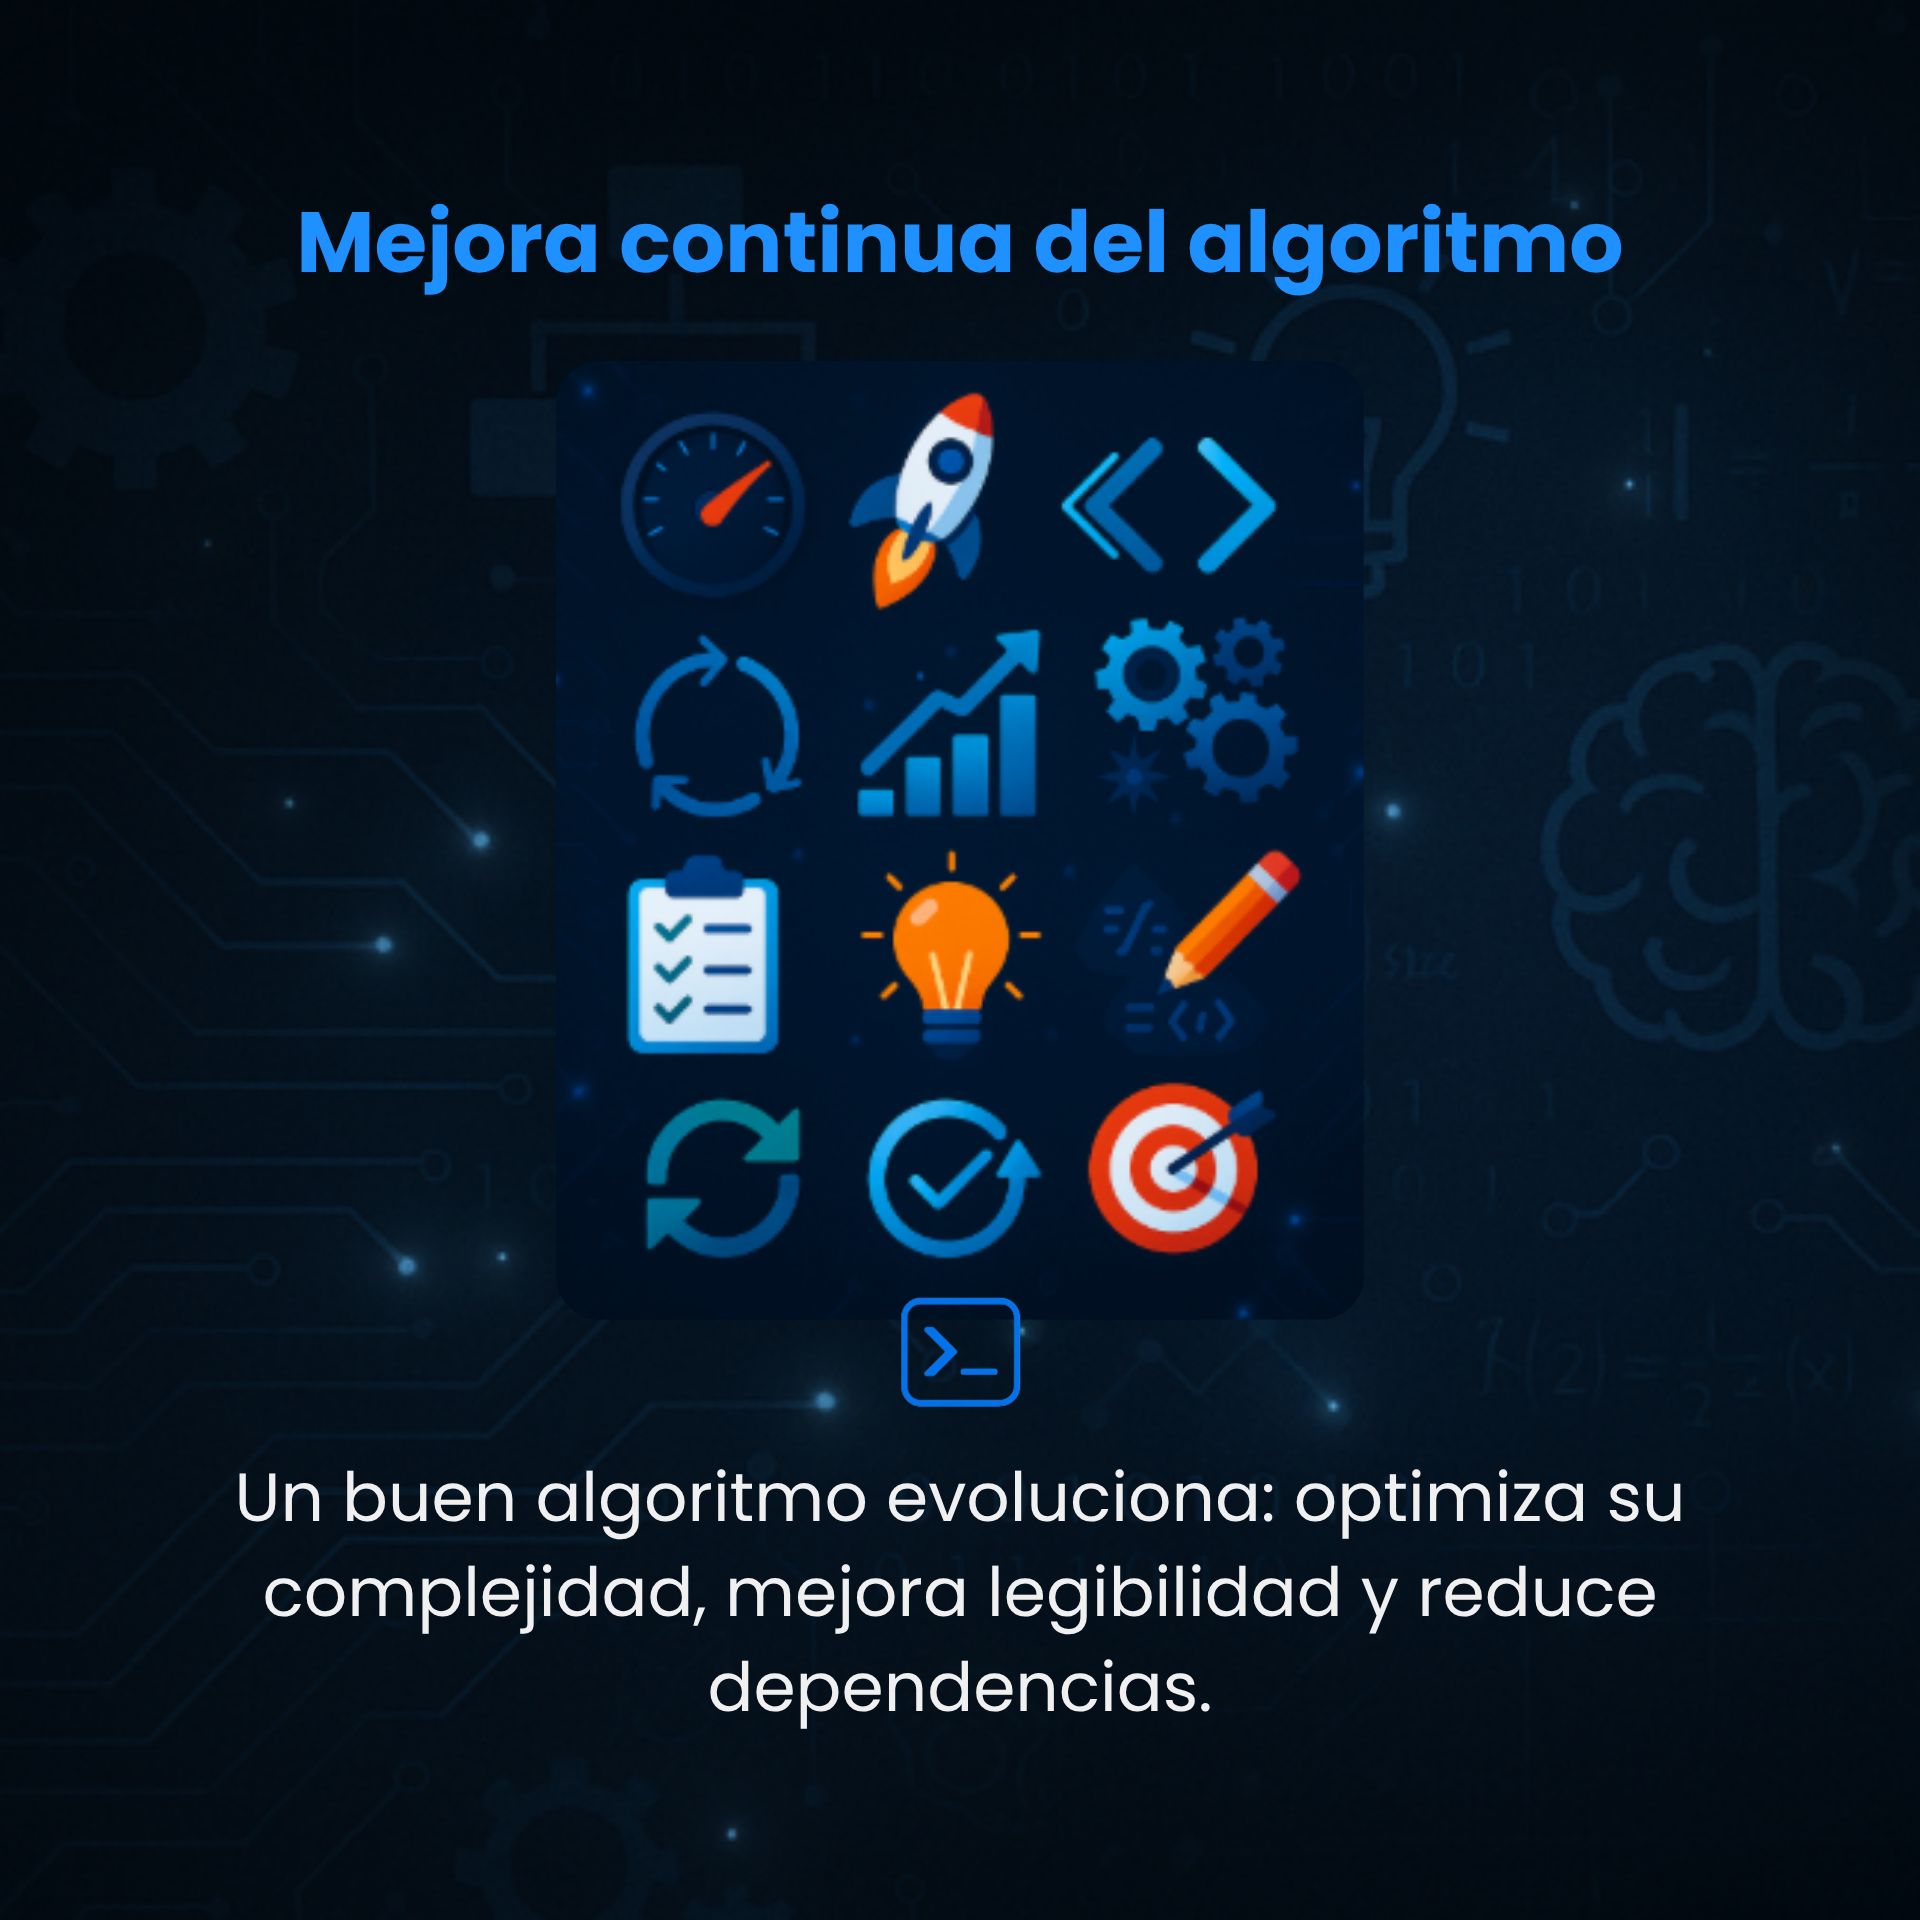 Mejora continua del algoritmo
Un buen algoritmo evoluciona: optimiza su
complejidad, mejora legibilidad y reduce
dependencias.